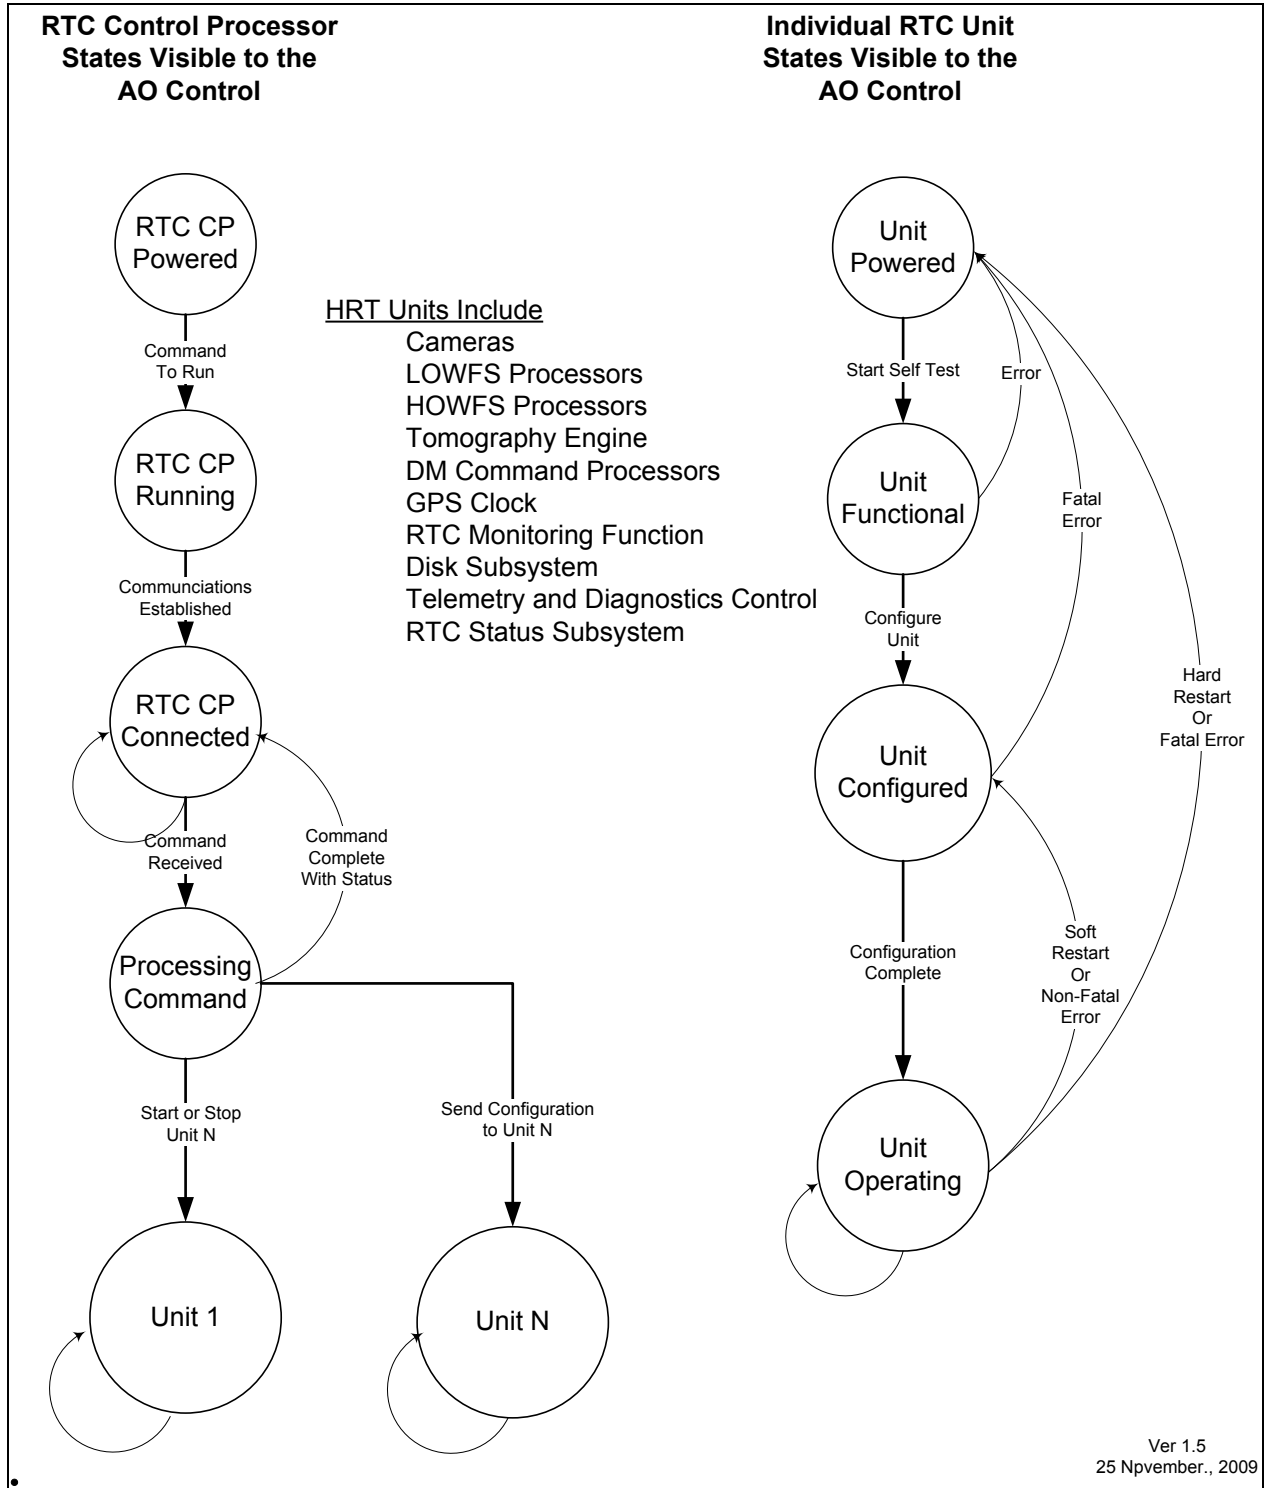 RTC Control Processor
States Visible to the
AO Control
Individual RTC Unit
States Visible to the
AO Control
RTC CP
Powered
Command
To Run
RTC CP
Running
Communciations
Established
RTC CP
Connected
Command
Received
Command
Complete
With Status
Processing
Command
Start or Stop
Unit N
Send Configuration
to Unit N
Unit 1
Unit N
HRT Units Include
Cameras
LOWFS Processors
HOWFS Processors
Tomography Engine
DM Command Processors
GPS Clock
RTC Monitoring Function
Disk Subsystem
Telemetry and Diagnostics Control
RTC Status Subsystem
Unit
Powered
Start Self Test
Error
Unit
Functional
Fatal
Error
Configure
Unit
Hard
Restart
Or
Fatal Error
Unit
Configured
Configuration
Complete
Soft
Restart
Or
Non-Fatal
Error
Unit
Operating
Ver 1.5
25 Npvember., 2009